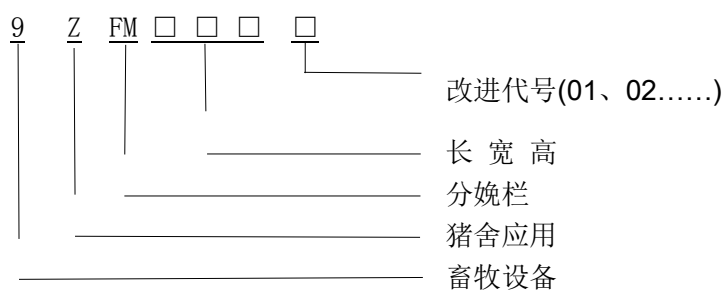 9 Z FM □ □ □ □
改进代号(01、02……)
长 宽 高
分娩栏
猪舍应用
畜牧设备